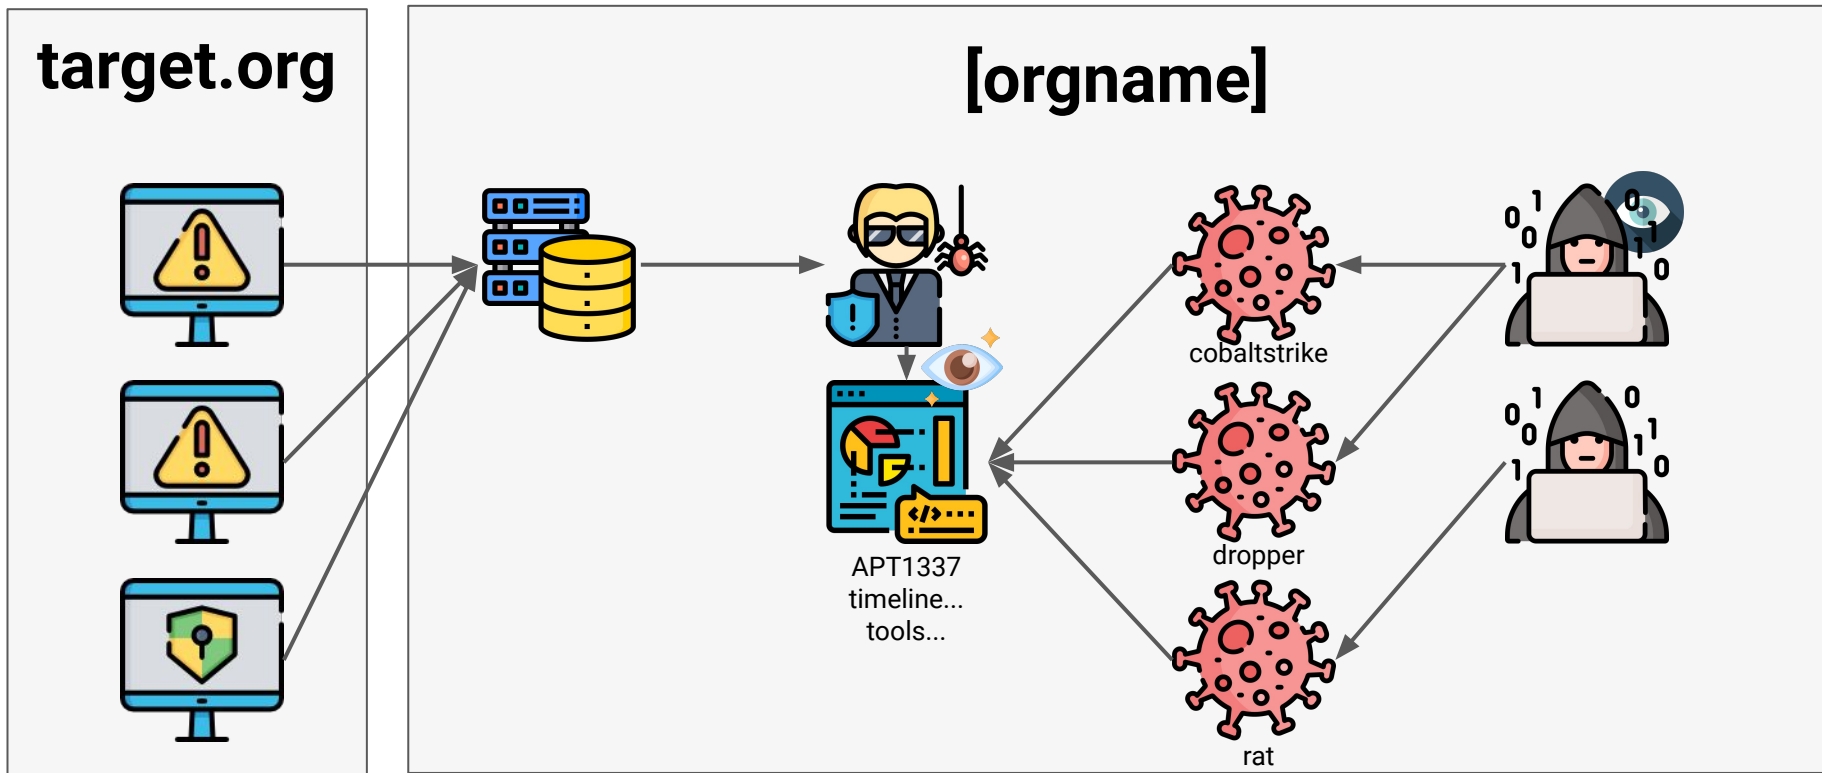 target.org
[orgname]
cobaltstrike
dropper
rat
APT1337
timeline...
tools...